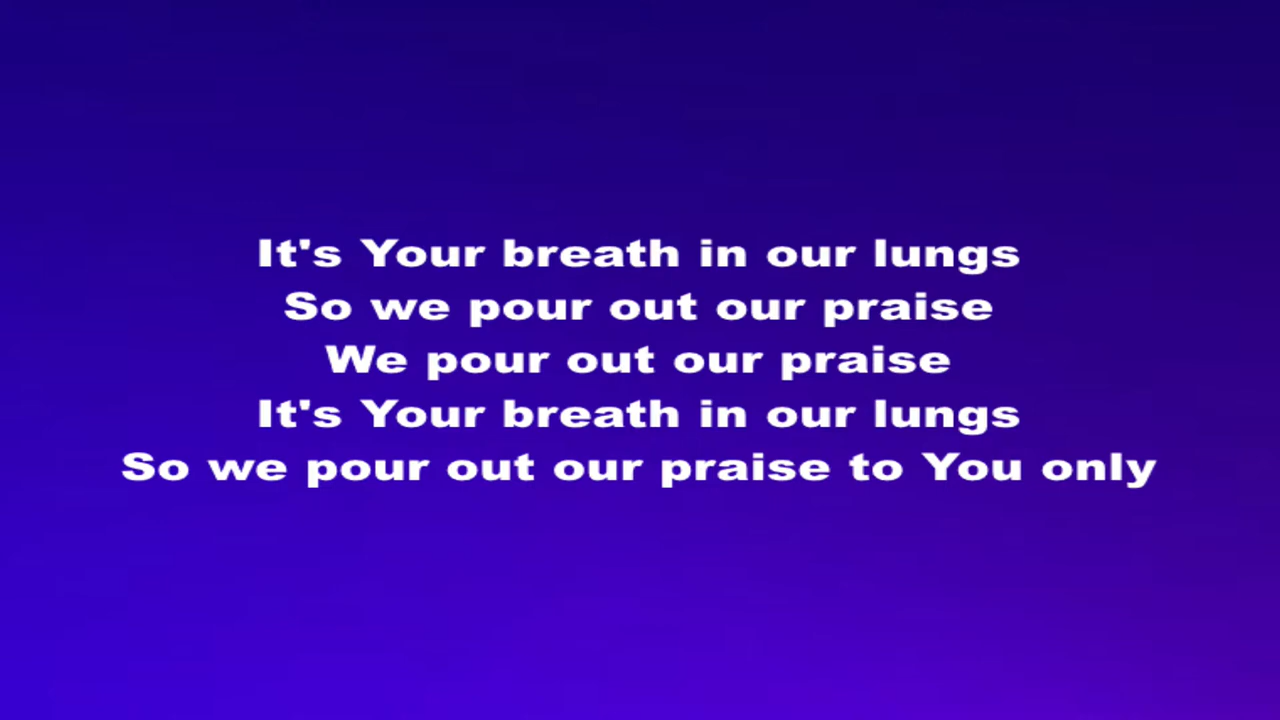 It's Your breath in our lungs
So we pour out our praise
We pour out our praise
It's Your breath in our lungs
So we pour out our praise to You only